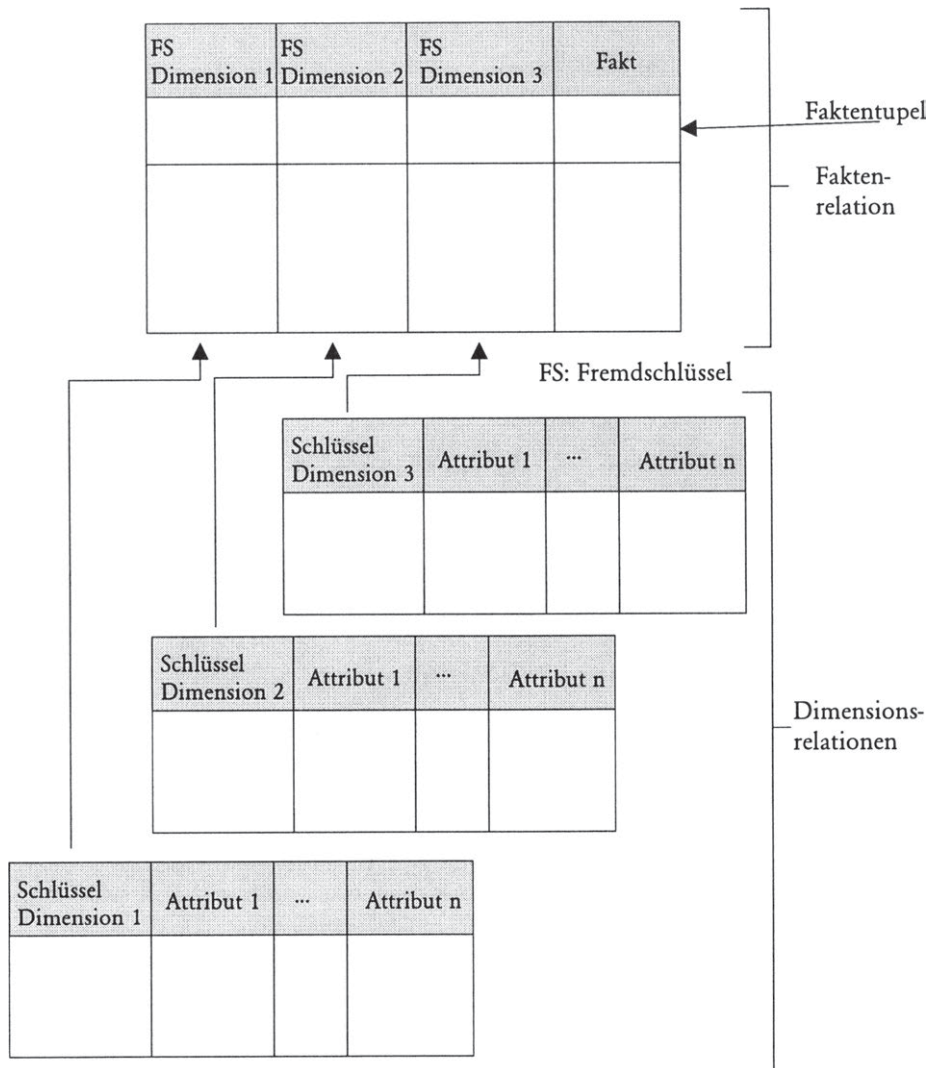 FS
Dimension 1
FS
Dimension 2
FS
Dimension 3
Fakt
Faktentupel
Fakten-
relation
FS: Fremdschlüssel
Schlüssel
Dimension 3
Attribut 1
...
Attribut n
Schlüssel
Dimension 2
Attribut 1
...
Attribut n
Dimensions-
relationen
Schlüssel
Dimension 1
Attribut 1
...
Attribut n